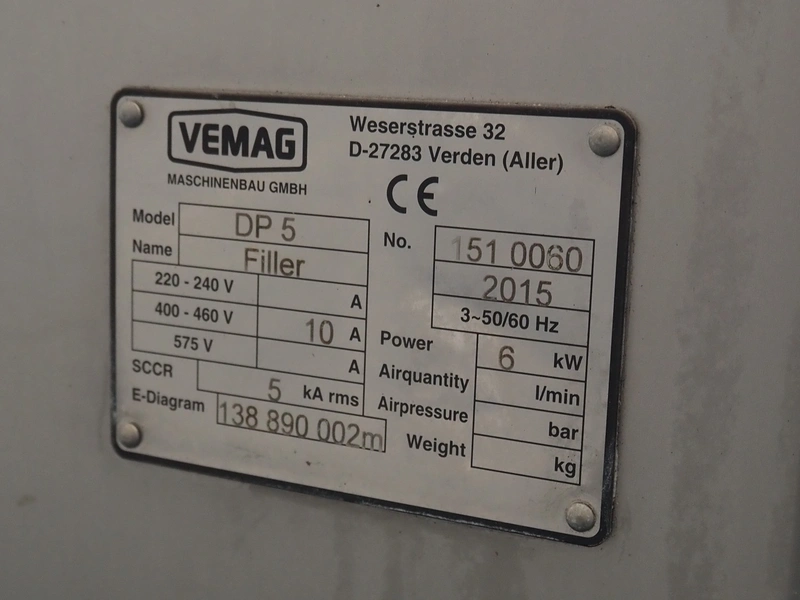 VEMAG
MASCHINENBAU GMBH
Weserstrasse 32
D-27283 Verden (Aller)
CE
Model DP 5
Name Filler
No. 151 0060
2015
3~50/60 Hz
220 - 240 V A
400 - 460 V 10 A
575 V A
SCCR 5 kA rms
E-Diagram 138 890 002m
Power 6 kW
Airquantity l/min
Airpressure bar
Weight kg